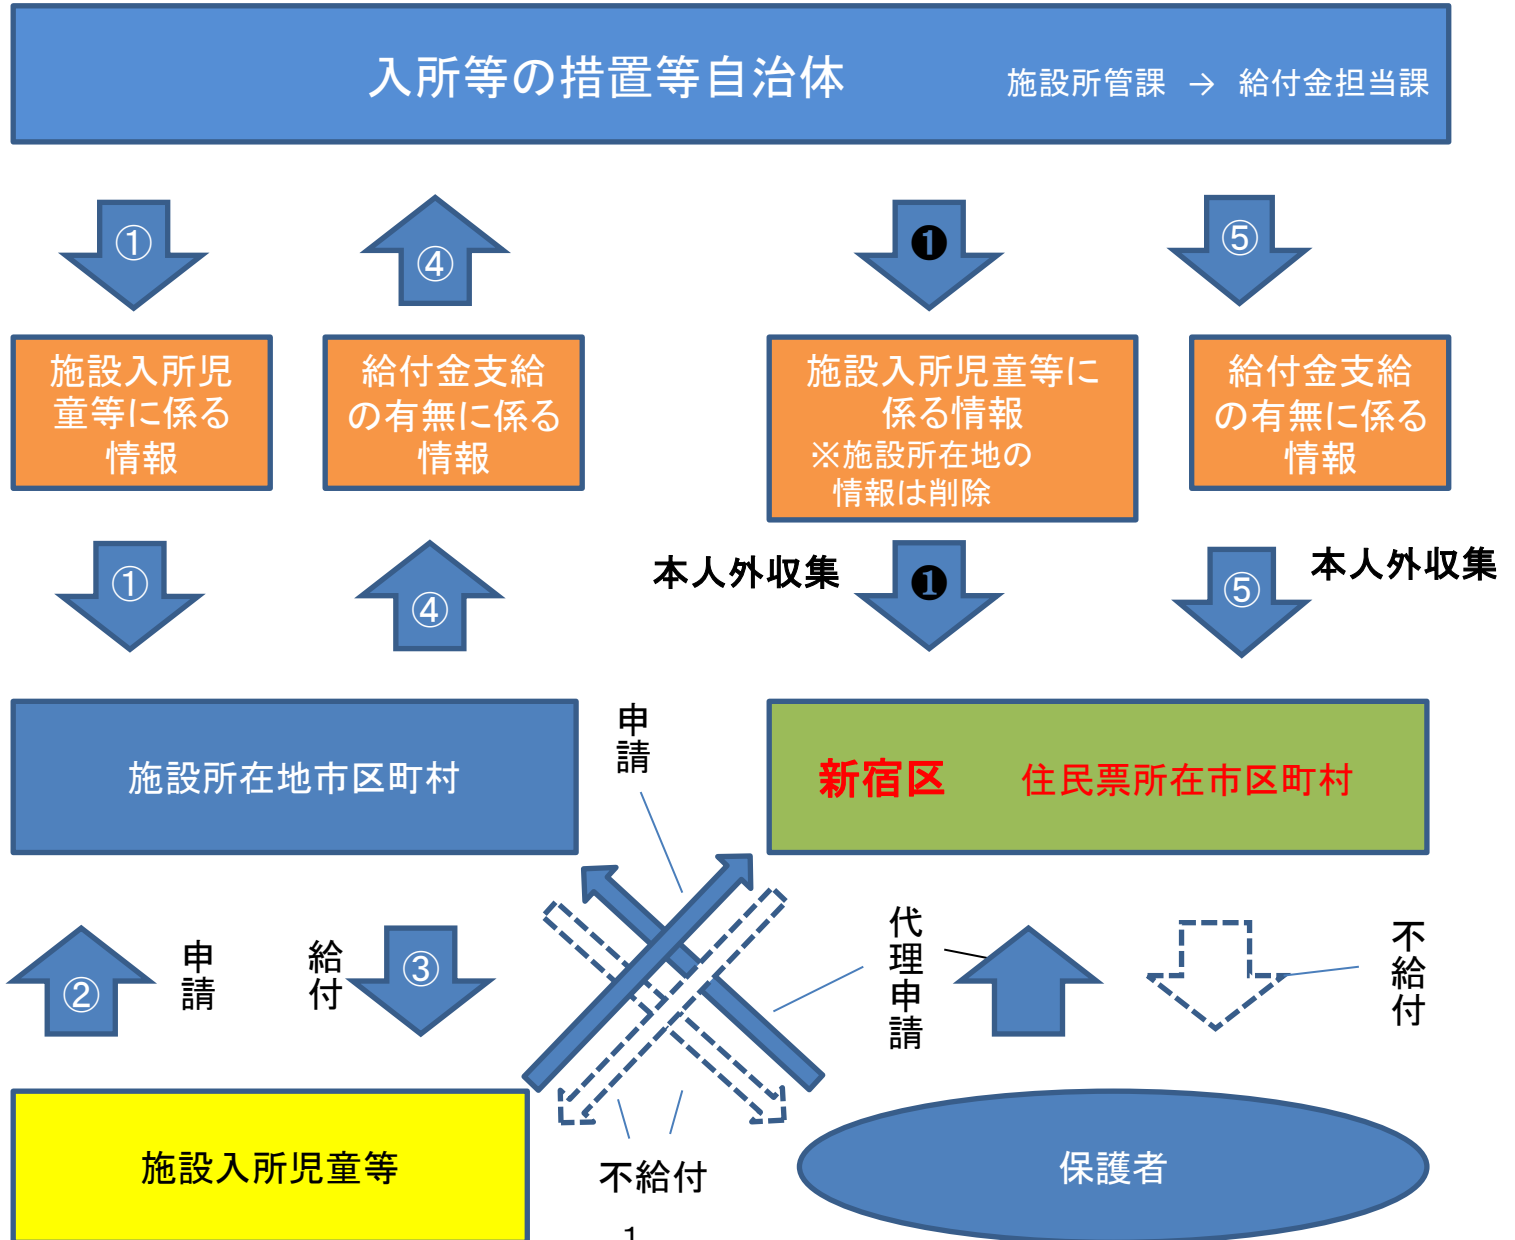 入所等の措置等自治体 施設所管課 → 給付金担当課
①
④
❶
⑤
施設入所児
童等に係る
情報
給付金支給
の有無に係る
情報
施設入所児童等に
係る情報
※施設所在地の
情報は削除
給付金支給
の有無に係る
情報
①
④
本人外収集
❶
⑤
本人外収集
施設所在地市区町村
申請
新宿区 住民票所在市区町村
②
申請
給付
③
代理申請
不給付
施設入所児童等
不給付
保護者
1